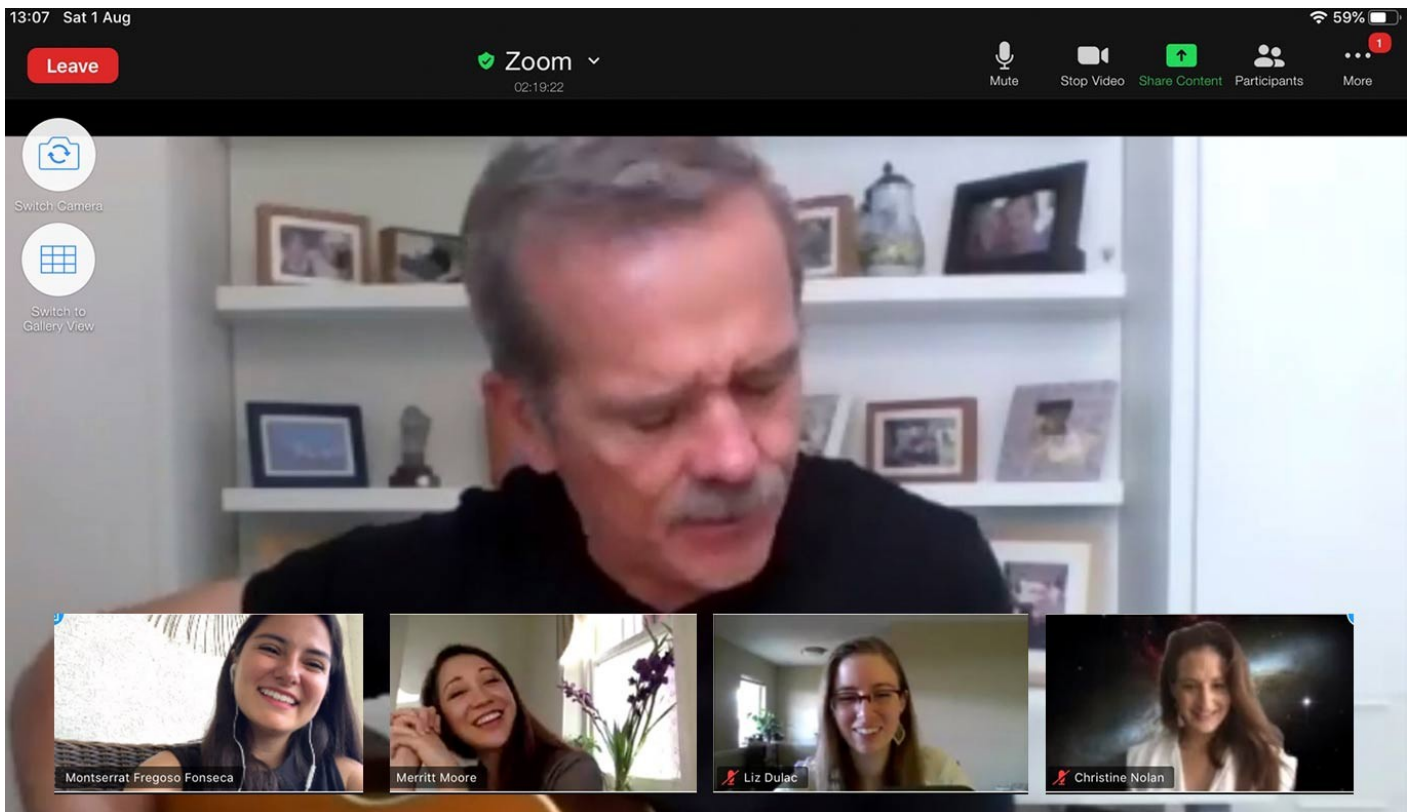 13:07 Sat 1 Aug
59%
Leave
Zoom
02:19:22
Mute
Stop Video
Share Content
Participants
1
More
Switch Camera
Switch to
Gallery View
Montserrat Fregoso Fonseca
Merritt Moore
Liz Dulac
Christine Nolan